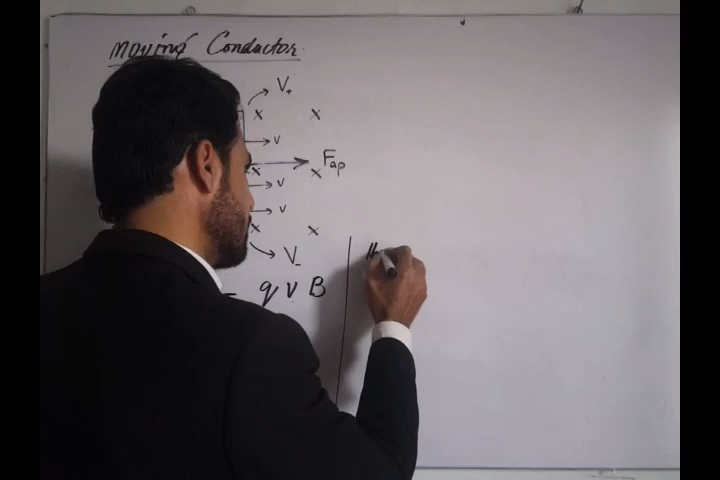 Moving Conductor
V+
x x
v
Fap
x x
v
v
x x
V-
q v B